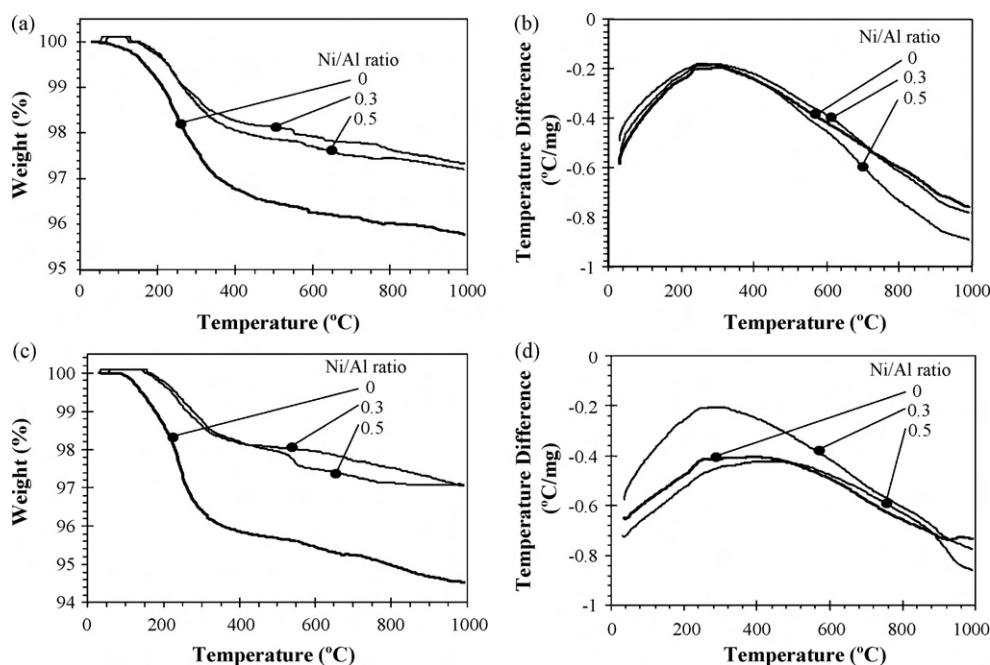 (a)
100
99
98
97
96
95
Weight (%)
Ni/Al ratio
0
0.3
0.5
0 200 400 600 800 1000
Temperature (ºC)
(b)
0
-0.2
-0.4
-0.6
-0.8
-1
Temperature Difference
(ºC/mg)
Ni/Al ratio
0
0.3
0.5
0 200 400 600 800 1000
Temperature (ºC)
(c)
100
99
98
97
96
95
94
Weight (%)
Ni/Al ratio
0
0.3
0.5
0 200 400 600 800 1000
Temperature (ºC)
(d)
0
-0.2
-0.4
-0.6
-0.8
-1
Temperature Difference
(ºC/mg)
Ni/Al ratio
0
0.3
0.5
0 200 400 600 800 1000
Temperature (ºC)